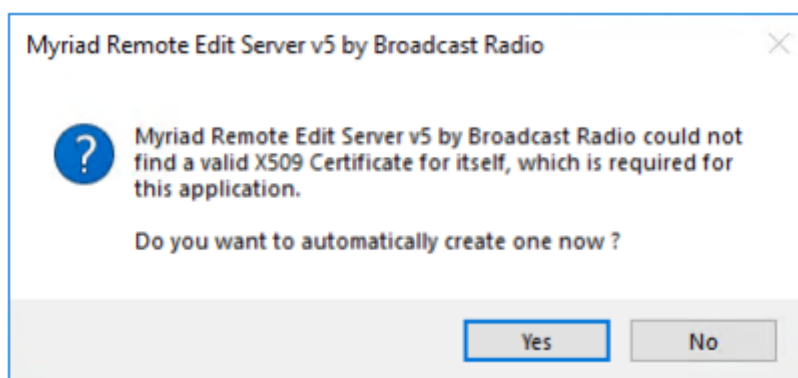 Myriad Remote Edit Server v5 by Broadcast Radio
?
Myriad Remote Edit Server v5 by Broadcast Radio could not
find a valid X509 Certificate for itself, which is required for
this application.
Do you want to automatically create one now ?
Yes
No